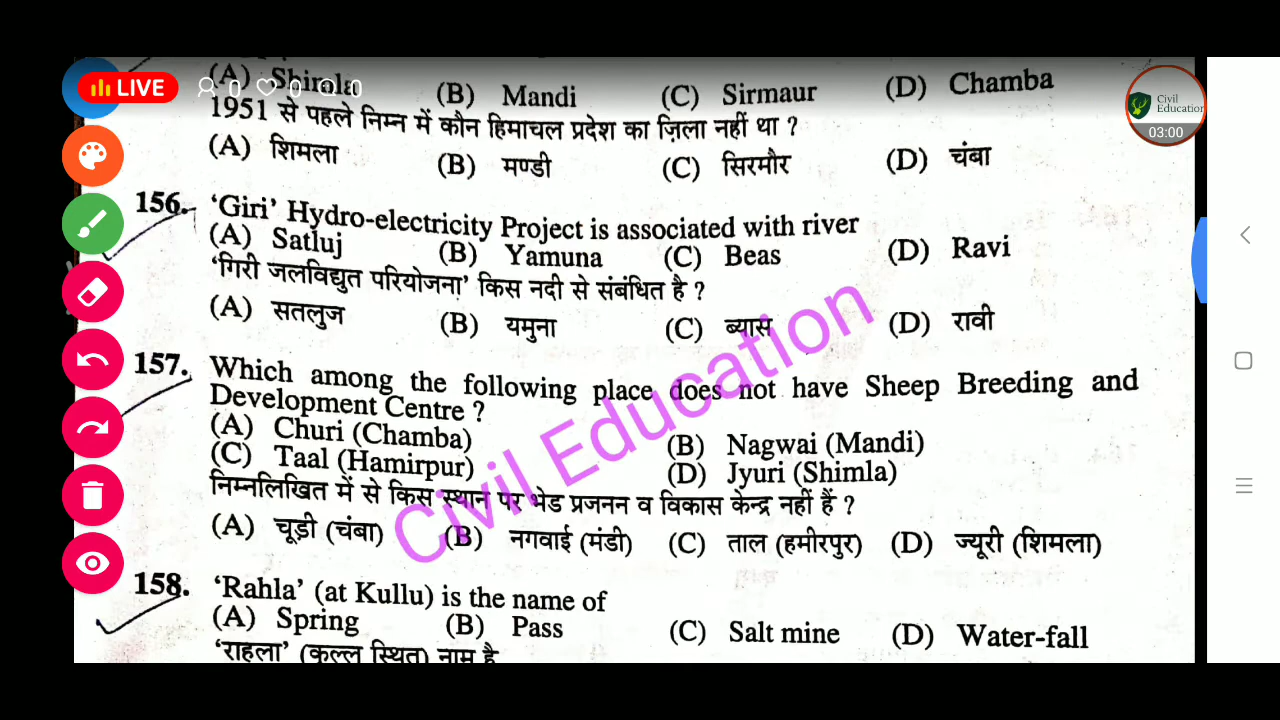 (A) Shimla (B) Mandi (C) Sirmaur (D) Chamba
LIVE 0 0 0
Civil Education
03:00
1951 से पहले निम्न में कौन हिमाचल प्रदेश का ज़िला नहीं था ?
(A) शिमला (B) मण्डी (C) सिरमौर (D) चंबा
156. ‘Giri’ Hydro-electricity Project is associated with river
(A) Satluj (B) Yamuna (C) Beas (D) Ravi
‘गिरी जलविद्युत परियोजना’ किस नदी से संबंधित है ?
(A) सतलुज (B) यमुना (C) ब्यास (D) रावी
157. Which among the following place does not have Sheep Breeding and
Development Centre ?
(A) Churi (Chamba) (B) Nagwai (Mandi)
(C) Taal (Hamirpur) (D) Jyuri (Shimla)
निम्नलिखित में से किस स्थान पर भेड प्रजनन व विकास केन्द्र नहीं हैं ?
(A) चूड़ी (चंबा) (B) नगवाई (मंडी) (C) ताल (हमीरपुर) (D) ज्यूरी (शिमला)
Civil Education
158. ‘Rahla’ (at Kullu) is the name of
(A) Spring (B) Pass (C) Salt mine (D) Water-fall
‘राहला’ (कुल्लू स्थित) नाम है